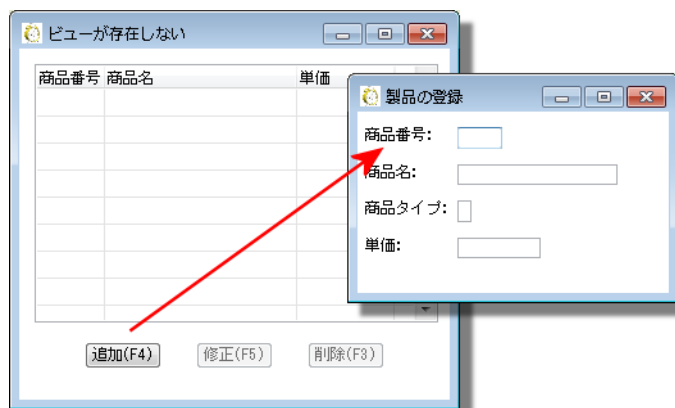 ビューが存在しない
商品番号 商品名 単価
製品の登録
商品番号:
商品名:
商品タイプ:
単価:
追加(F4) 修正(F5) 削除(F3)